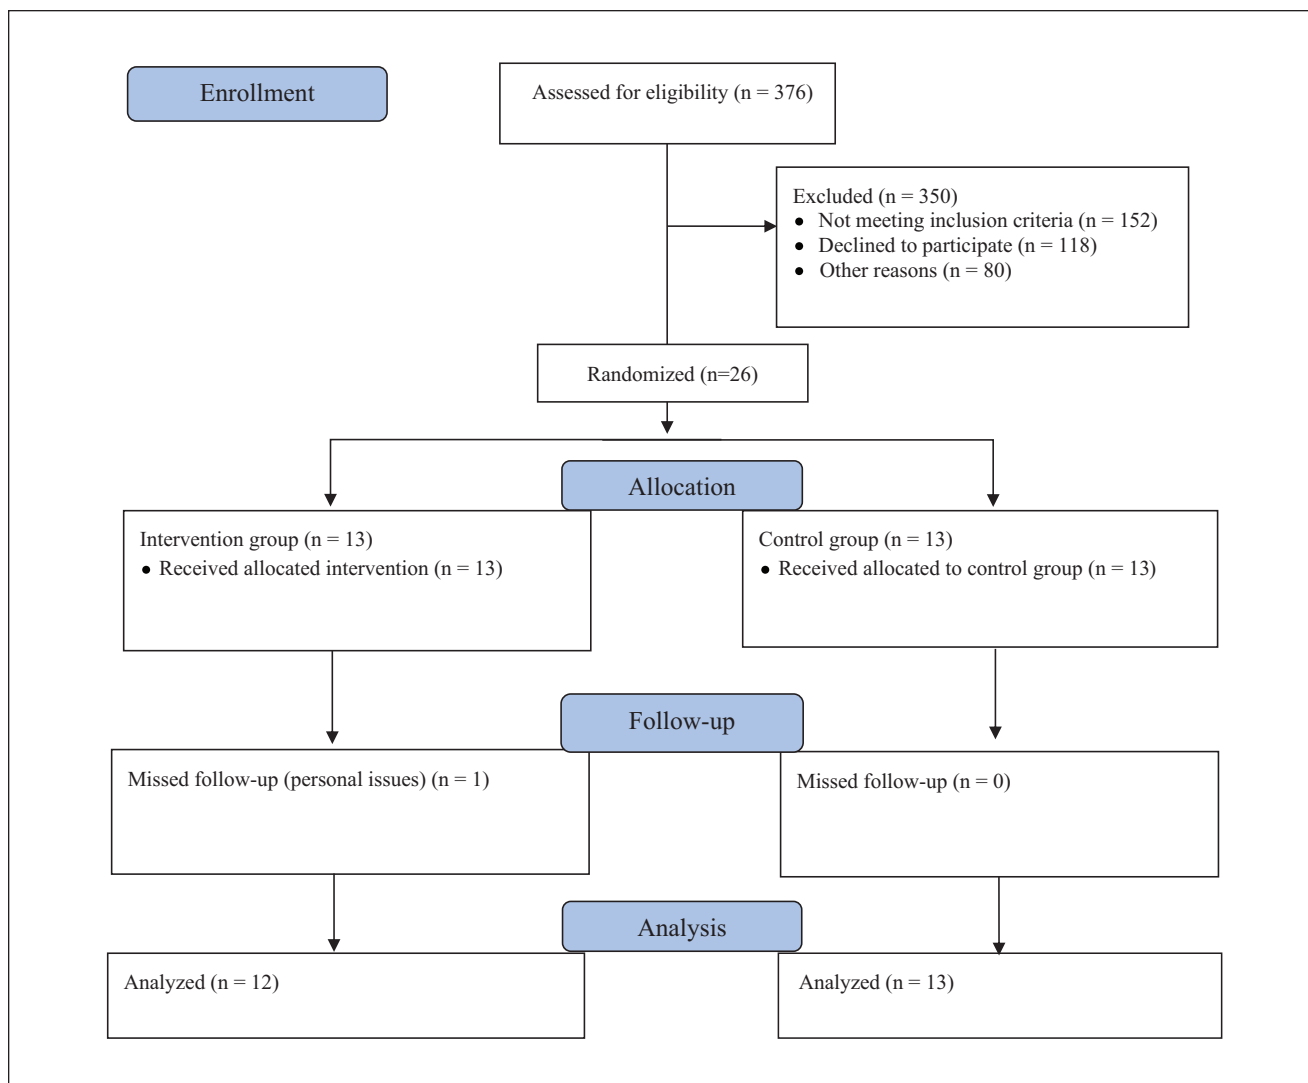 Enrollment
Assessed for eligibility (n = 376)
Excluded (n = 350)
● Not meeting inclusion criteria (n = 152)
● Declined to participate (n = 118)
● Other reasons (n = 80)
Randomized (n=26)
Allocation
Intervention group (n = 13)
● Received allocated intervention (n = 13)
Control group (n = 13)
● Received allocated to control group (n = 13)
Follow-up
Missed follow-up (personal issues) (n = 1)
Missed follow-up (n = 0)
Analysis
Analyzed (n = 12)
Analyzed (n = 13)